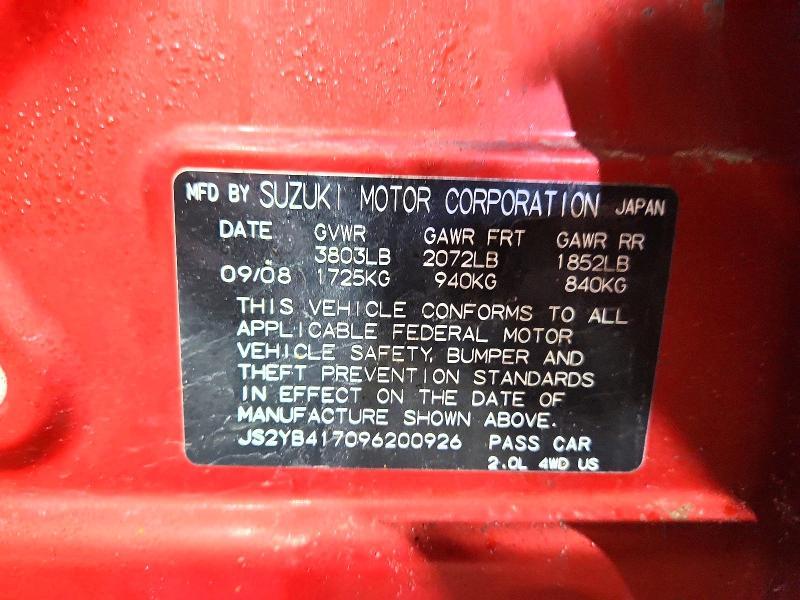 MFD BY SUZUKI MOTOR CORPORATION JAPAN
DATE GVWR GAWR FRT GAWR RR
3803LB 2072LB 1852LB
09/08 1725KG 940KG 840KG
THIS VEHICLE CONFORMS TO ALL
APPLICABLE FEDERAL MOTOR
VEHICLE SAFETY, BUMPER AND
THEFT PREVENTION STANDARDS
IN EFFECT ON THE DATE OF
MANUFACTURE SHOWN ABOVE.
JS2YB417096200926 PASS CAR
2.0L 4WD US